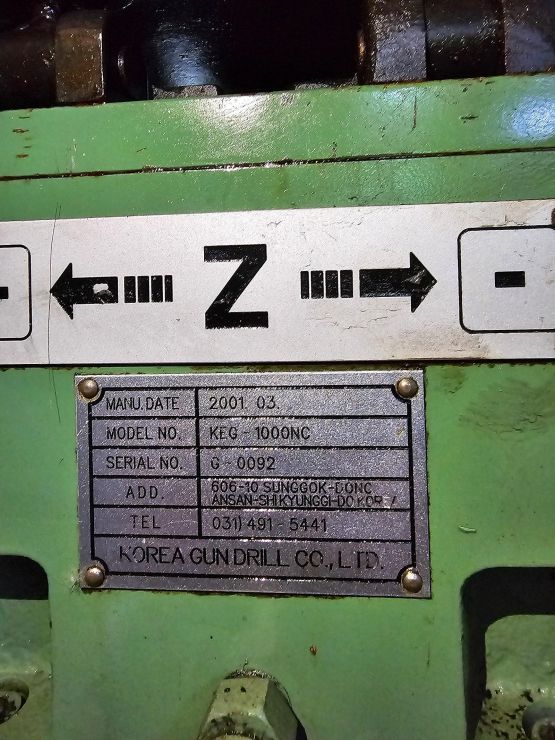 Z
MANU. DATE 2001. 03.
MODEL NO. KEG-1000NC
SERIAL NO. G-0092
ADD. 606-10 SUNGGOK-DONG
ANSAN-SHI KYUNGGI-DO KOREA
TEL 031) 491-5441
KOREA GUN DRILL CO., LTD.